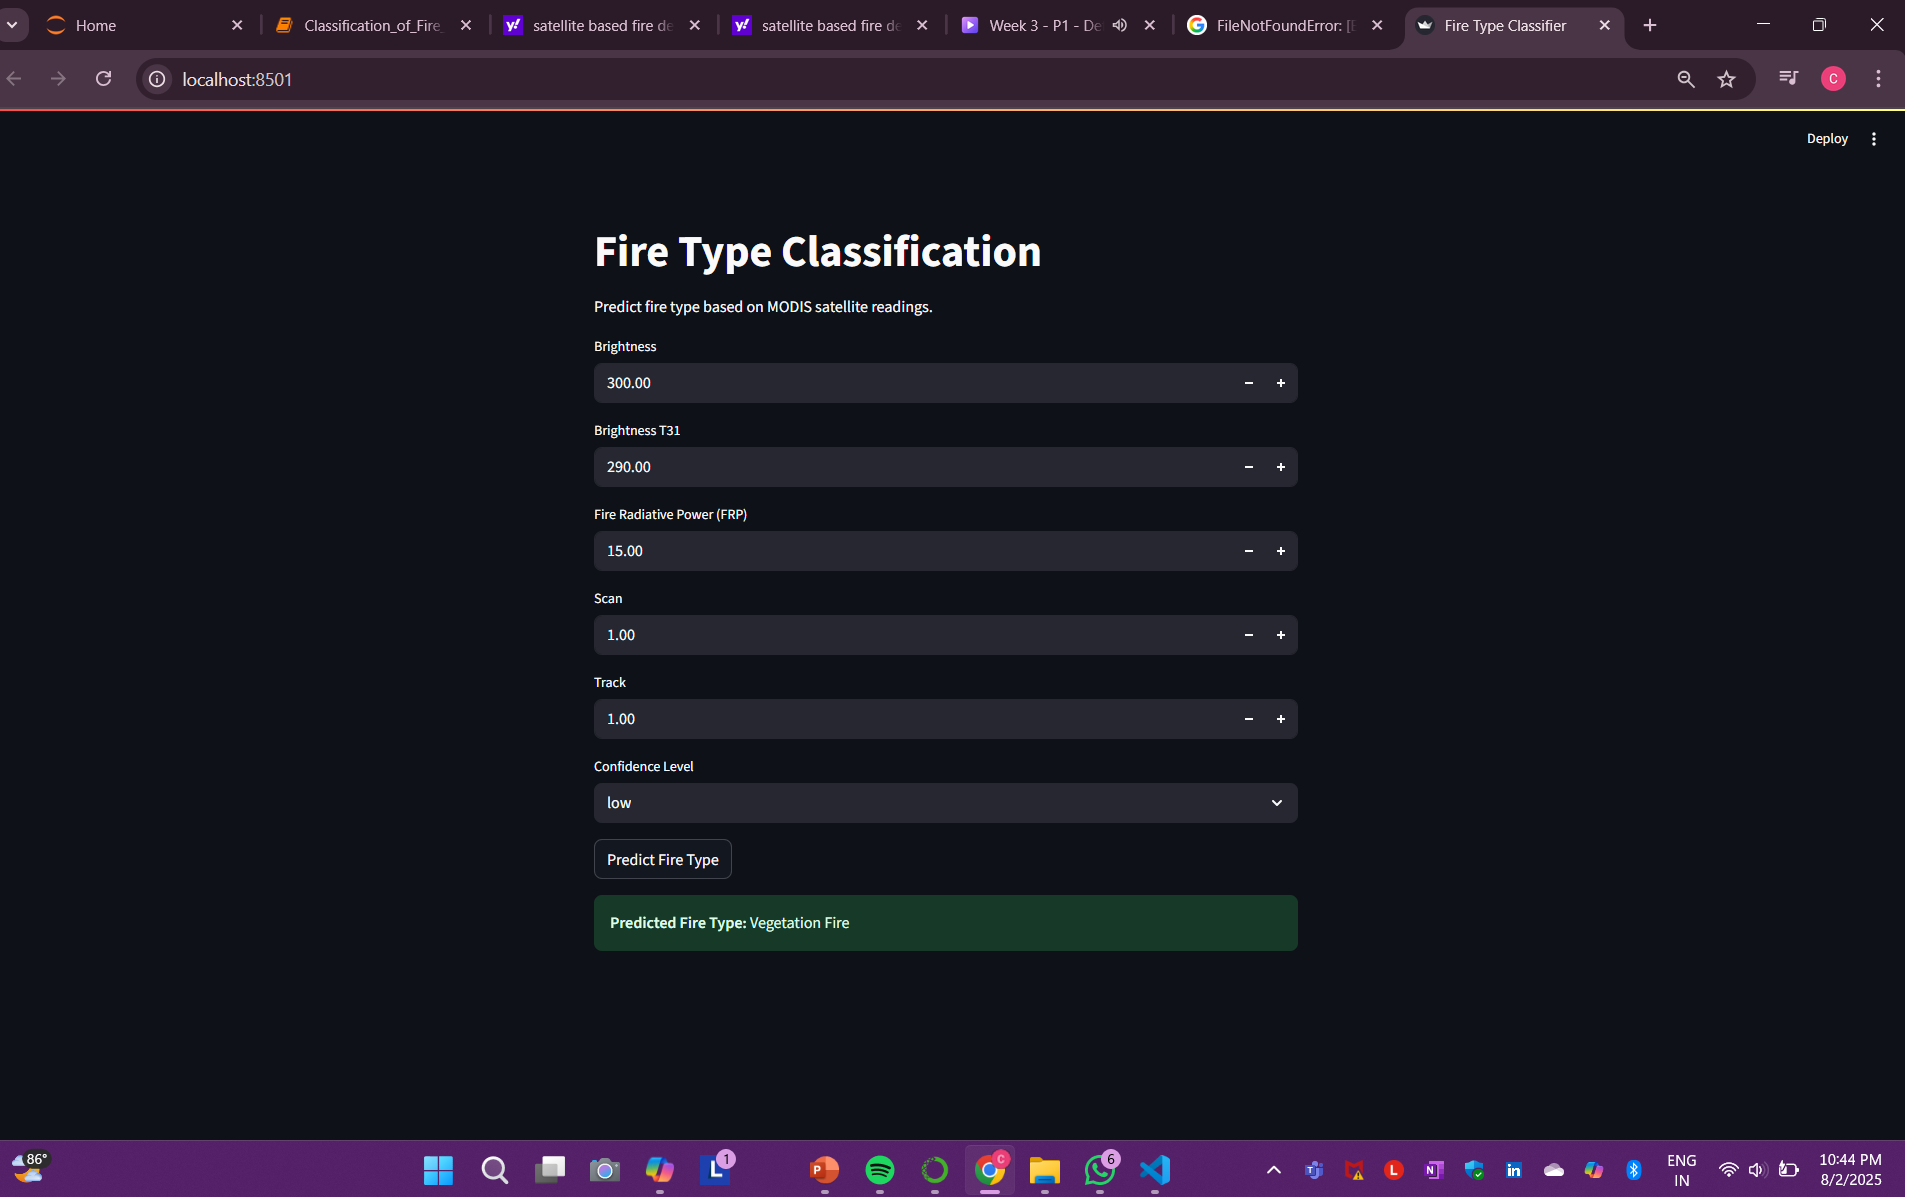 Home
Classification_of_Fire_
satellite based fire de
satellite based fire de
Week 3 - P1 - De
FileNotFoundError: [E
Fire Type Classifier
localhost:8501
C
Deploy
Fire Type Classification
Predict fire type based on MODIS satellite readings.
Brightness
300.00
Brightness T31
290.00
Fire Radiative Power (FRP)
15.00
Scan
1.00
Track
1.00
Confidence Level
low
Predict Fire Type
Predicted Fire Type: Vegetation Fire
86°
1
6
ENG
IN
10:44 PM
8/2/2025